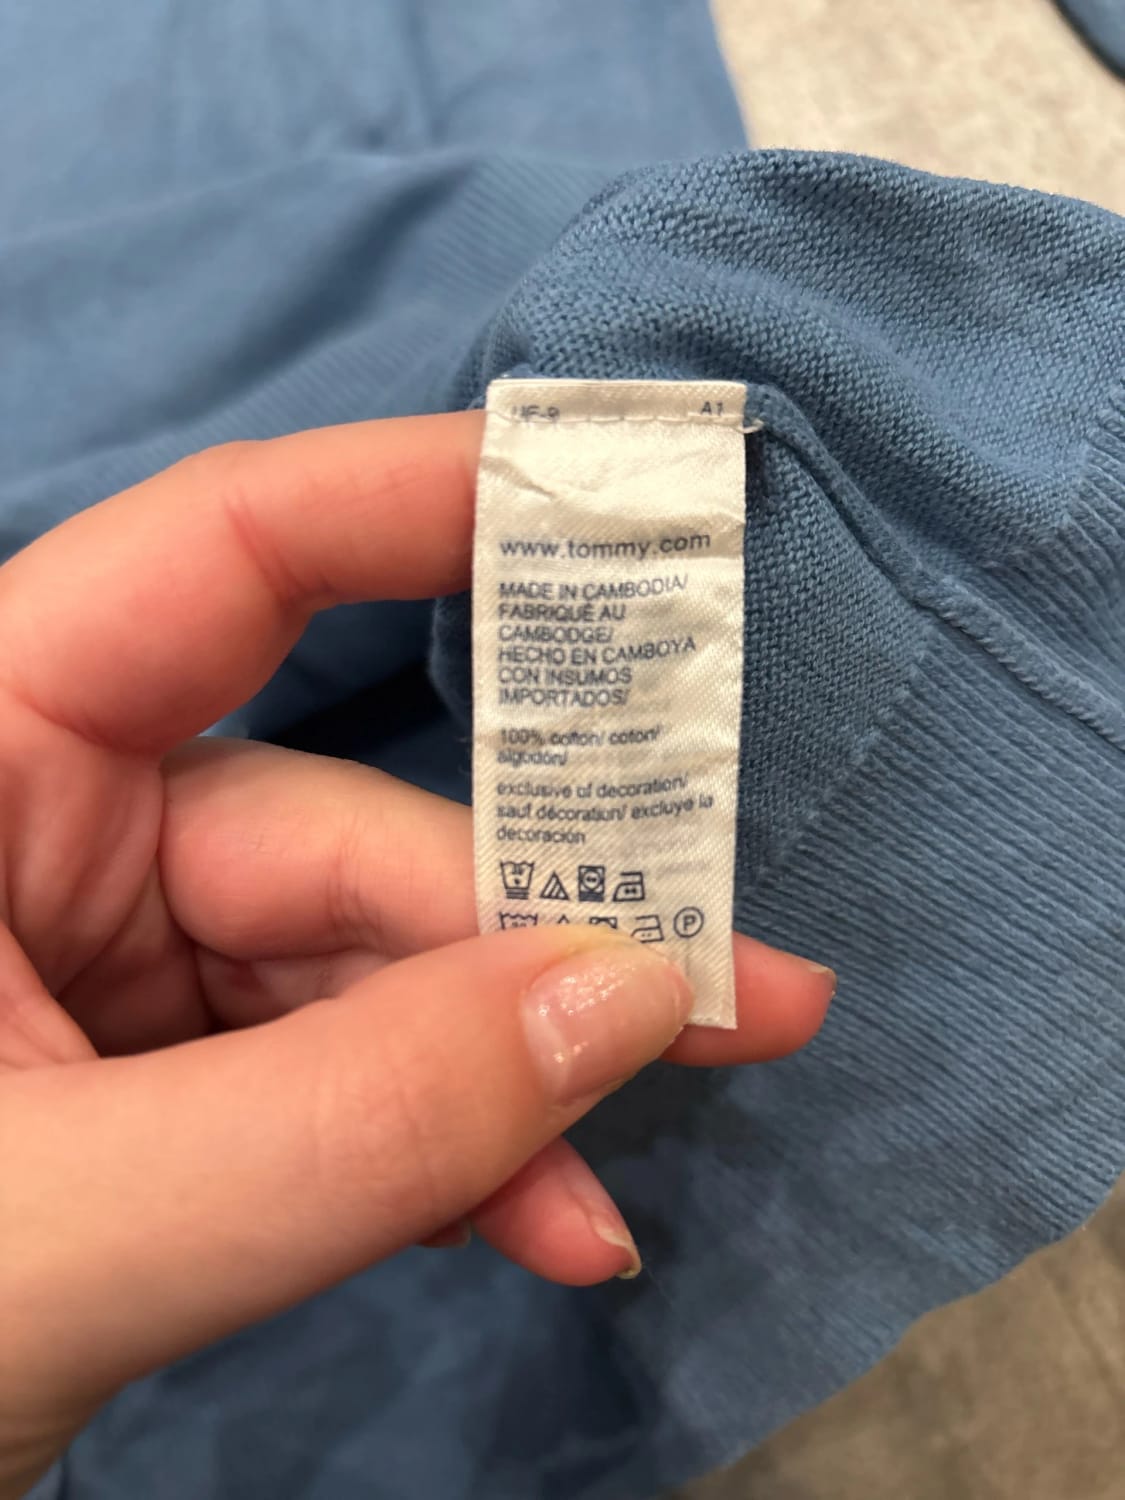 A1
www.tommy.com
MADE IN CAMBODIA/
FABRIQUÉ AU
CAMBODGE/
HECHO EN CAMBOYA
CON INSUMOS
IMPORTADOS/
100% cotton/ coton/
algodón/
exclusive of decoration/
sauf décoration/ excluye la
decoración
P